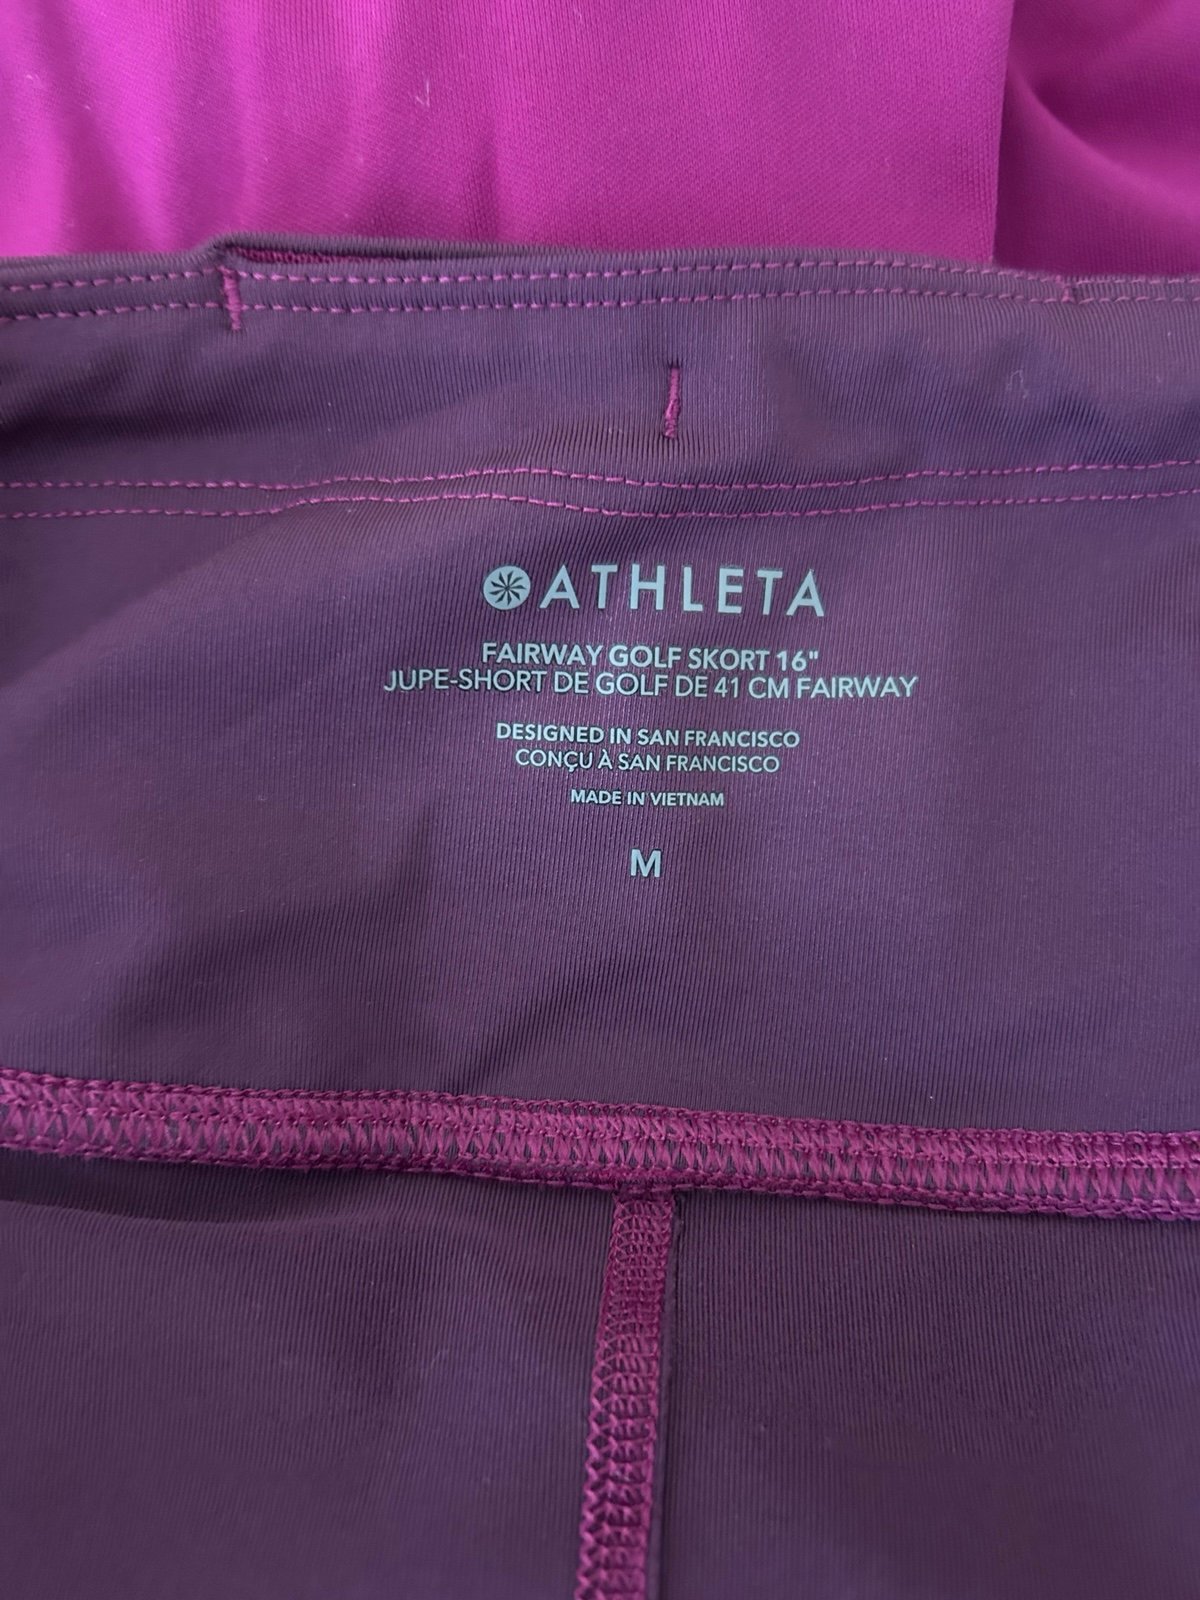 ATHLETA
FAIRWAY GOLF SKORT 16"
JUPE-SHORT DE GOLF DE 41 CM FAIRWAY
DESIGNED IN SAN FRANCISCO
CONÇU À SAN FRANCISCO
MADE IN VIETNAM
M